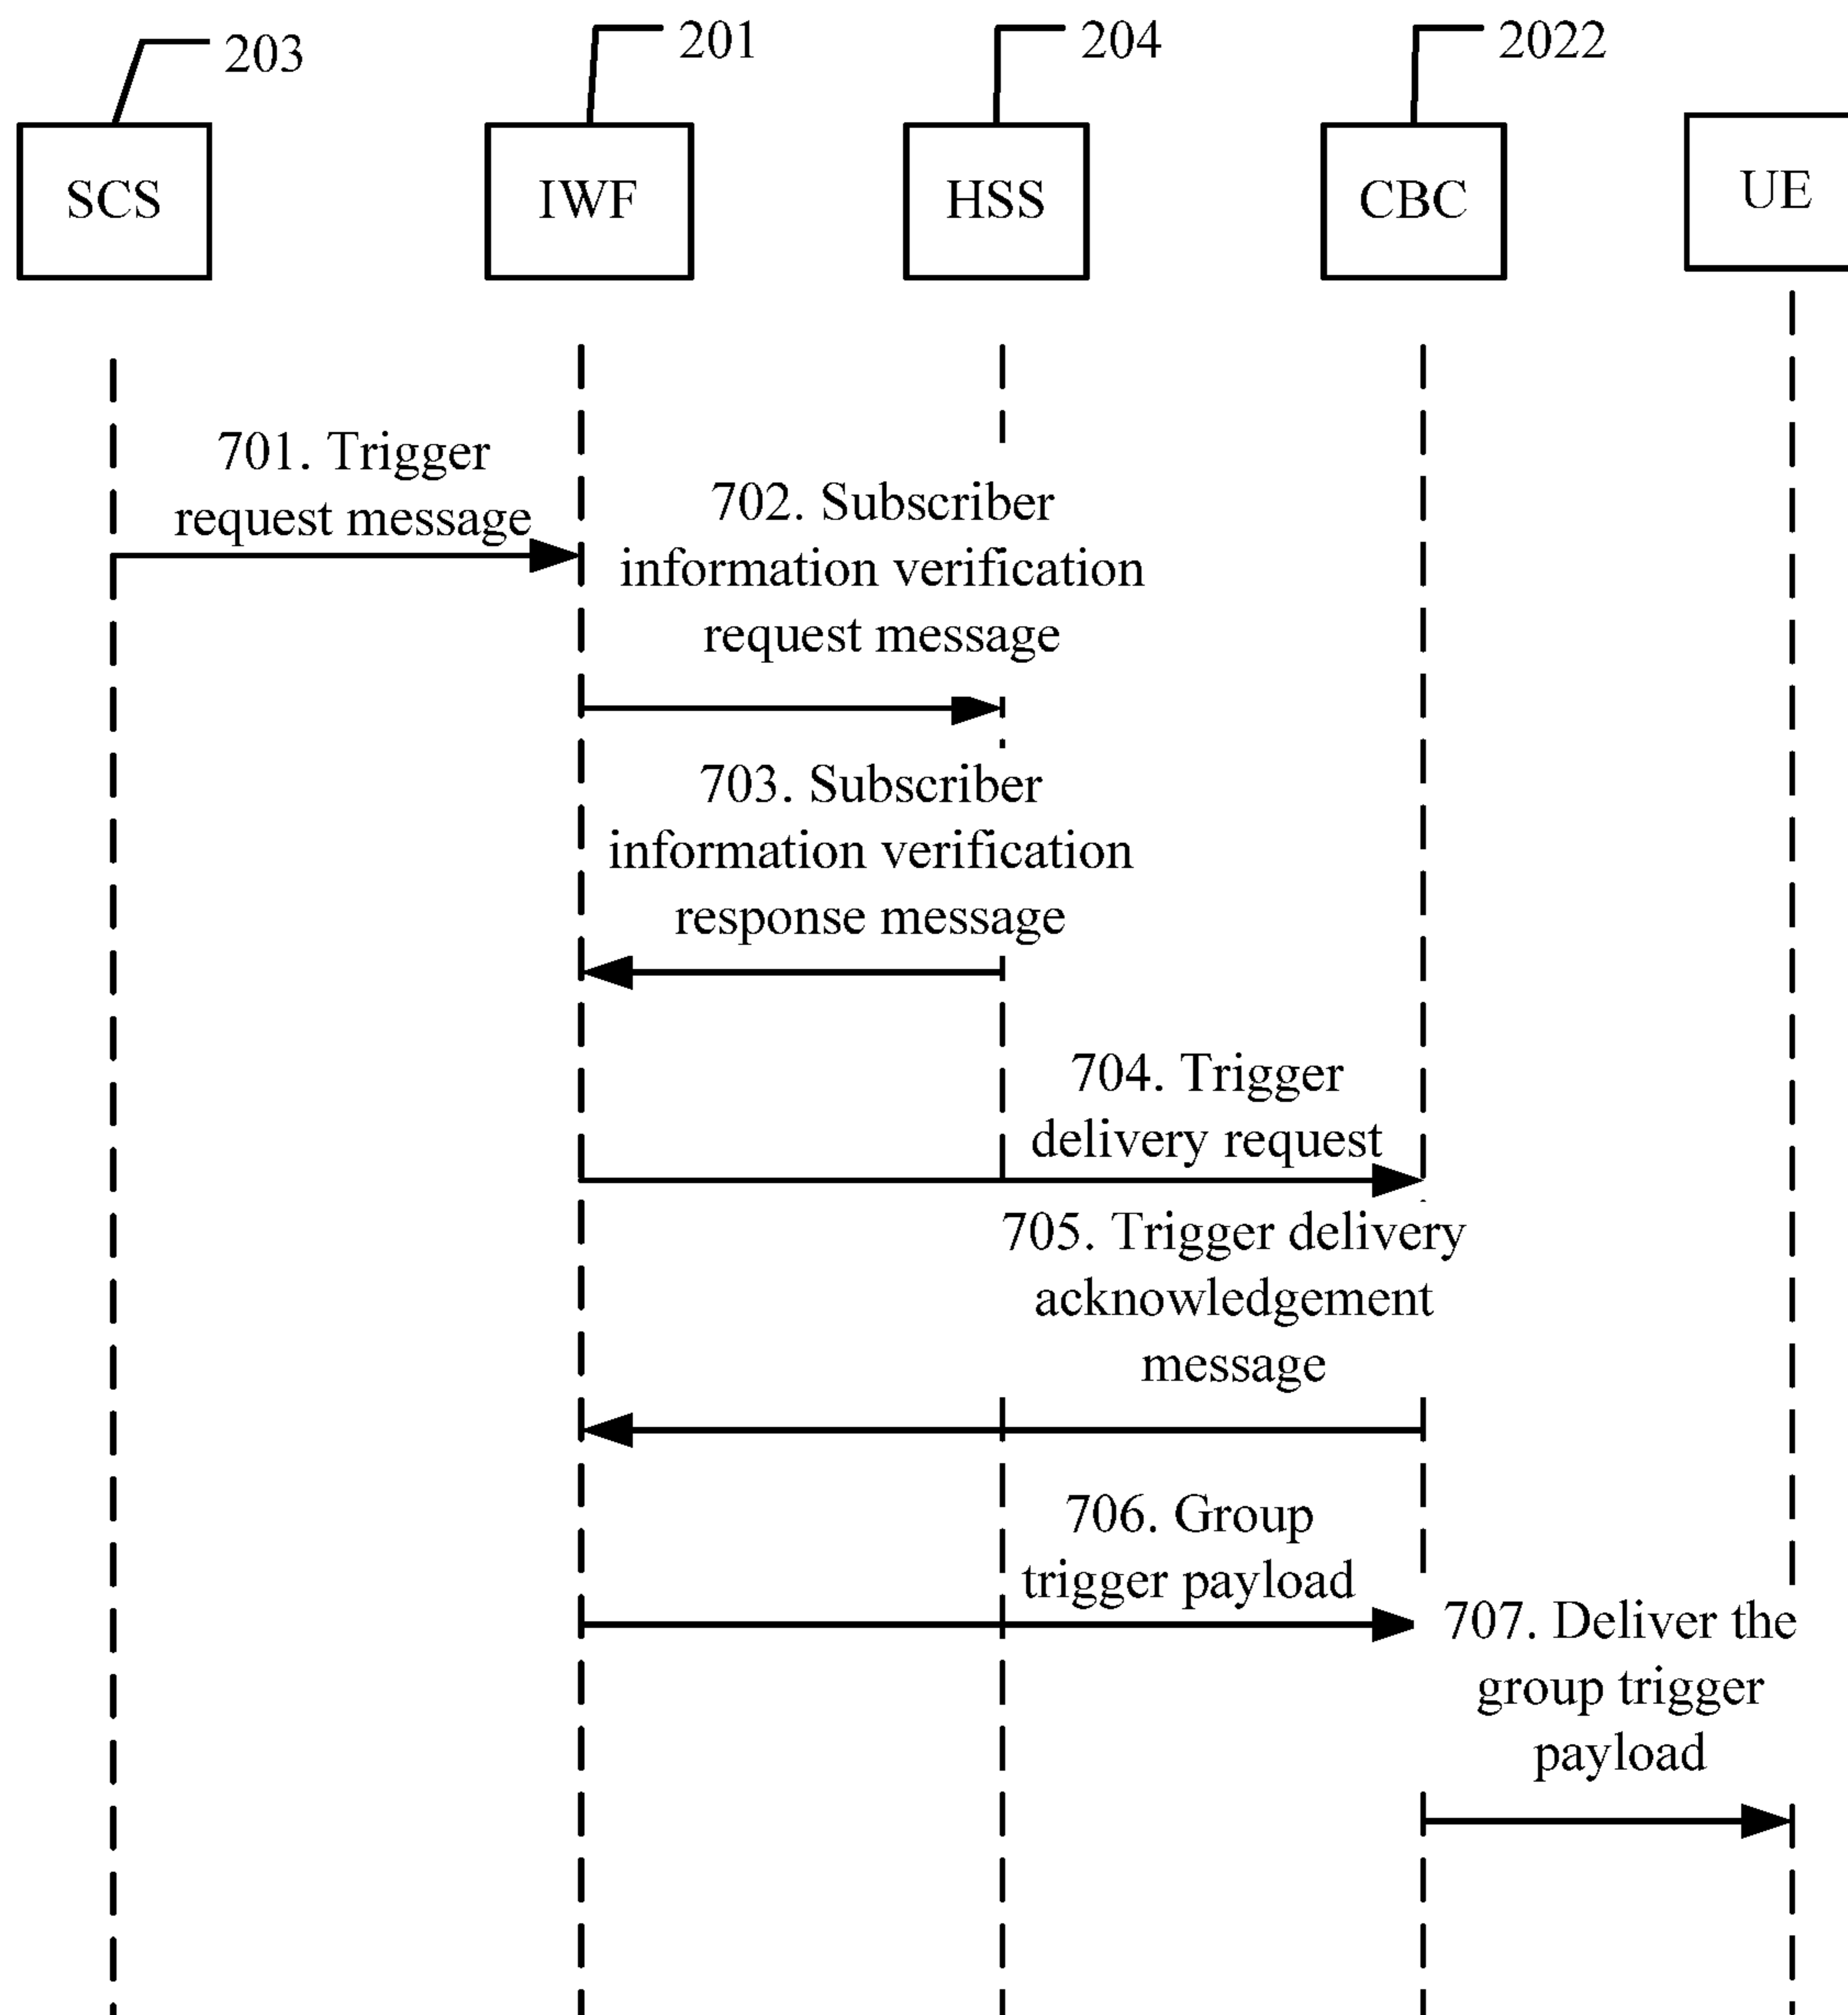 203
201
204
2022
SCS
IWF
HSS
CBC
UE
701. Trigger
request message
702. Subscriber
information verification
request message
703. Subscriber
information verification
response message
704. Trigger
delivery request
705. Trigger delivery
acknowledgement
message
706. Group
trigger payload
707. Deliver the
group trigger
payload